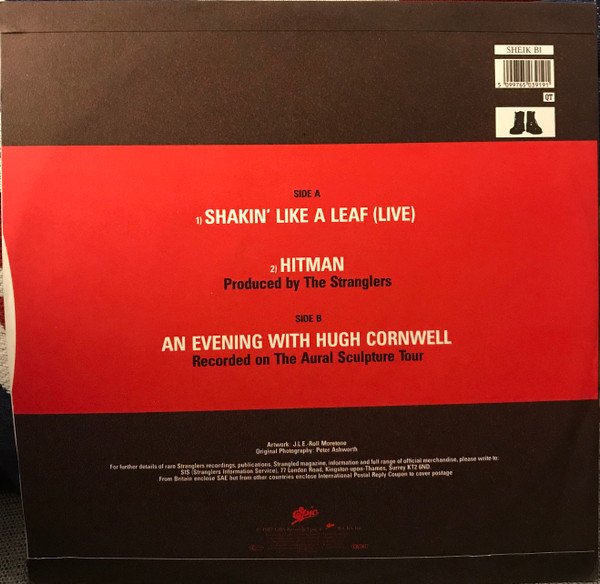 SHEIK B1
5 099765 039191
QT
SIDE A
1) SHAKIN' LIKE A LEAF (LIVE)
2) HITMAN
Produced by The Stranglers
SIDE B
AN EVENING WITH HUGH CORNWELL
Recorded on The Aural Sculpture Tour
Artwork: J.L.E.-Roll Moretone
Original Photography: Peter Ashworth
For further details of rare Stranglers recordings, publications, Strangled magazine, information and full range of official merchandise, please write to:
SIS (Stranglers Information Service), 77 London Road, Kingston-upon-Thames, Surrey KT2 6ND.
From Britain enclose SAE but from other countries enclose International Postal Reply Coupon to cover postage
Epic